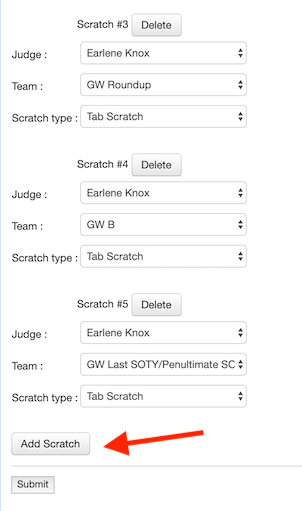 Scratch #3 Delete
Judge : Earlene Knox
Team : GW Roundup
Scratch type : Tab Scratch
Scratch #4 Delete
Judge : Earlene Knox
Team : GW B
Scratch type : Tab Scratch
Scratch #5 Delete
Judge : Earlene Knox
Team : GW Last SOTY/Penultimate SC
Scratch type : Tab Scratch
Add Scratch
Submit